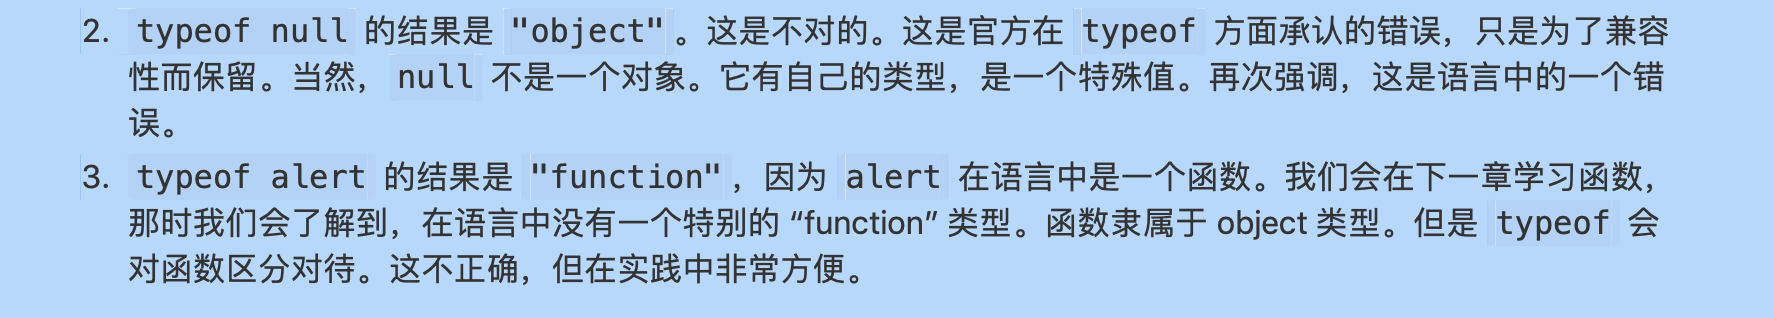 2. typeof null 的结果是 "object"。这是不对的。这是官方在 typeof 方面承认的错误，只是为了兼容
性而保留。当然，null 不是一个对象。它有自己的类型，是一个特殊值。再次强调，这是语言中的一个错
误。
3. typeof alert 的结果是 "function"，因为 alert 在语言中是一个函数。我们会在下一章学习函数，
那时我们会了解到，在语言中没有一个特别的 “function” 类型。函数隶属于 object 类型。但是 typeof 会
对函数区分对待。这不正确，但在实践中非常方便。